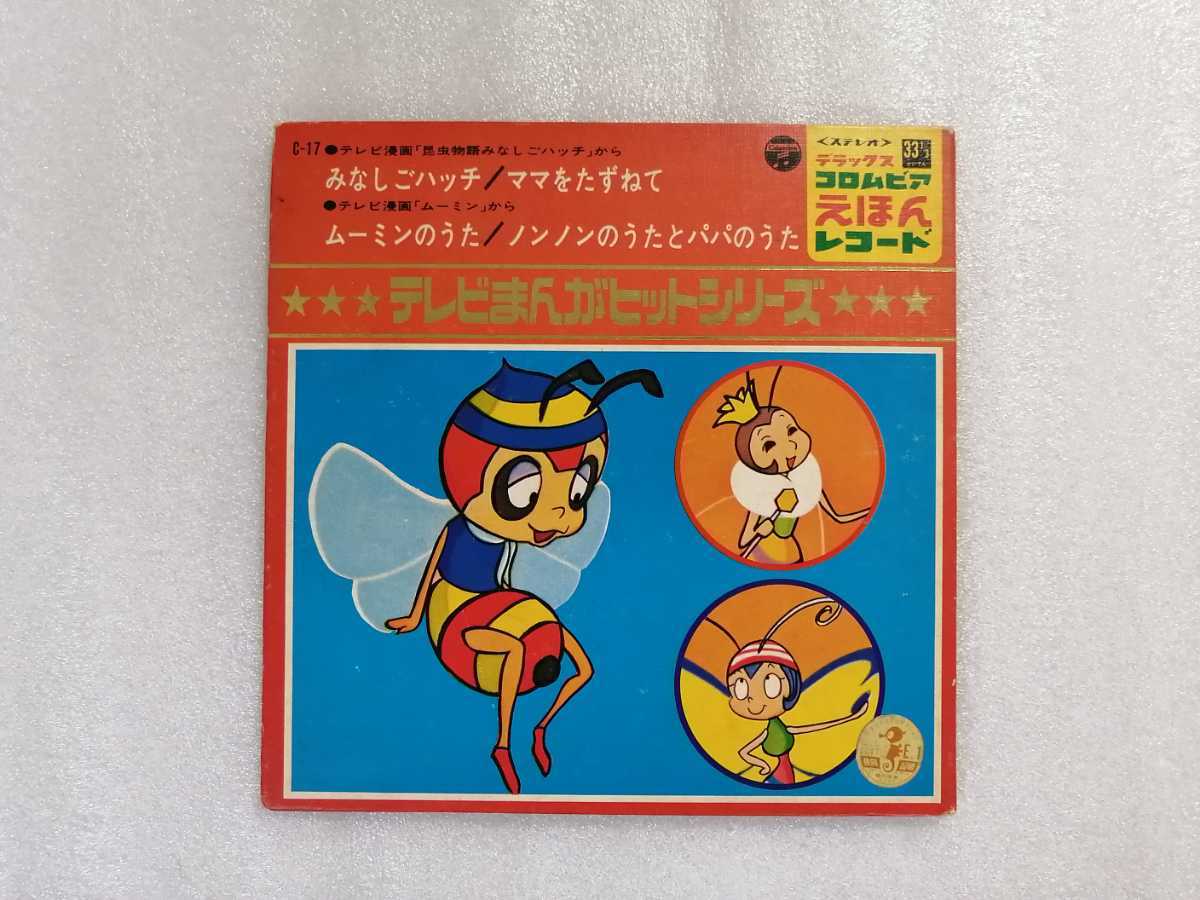 C-17 ●テレビ漫画「昆虫物語みなしごハッチ」から
みなしごハッチ/ママをたずねて
●テレビ漫画「ムーミン」から
ムーミンのうた/ノンノンのうたとパパのうた
Columbia
<ステレオ>
33 1/3
デラックス
コロムビア
えほん
レコード
★★★テレビまんがヒットシリーズ★★★
E.1